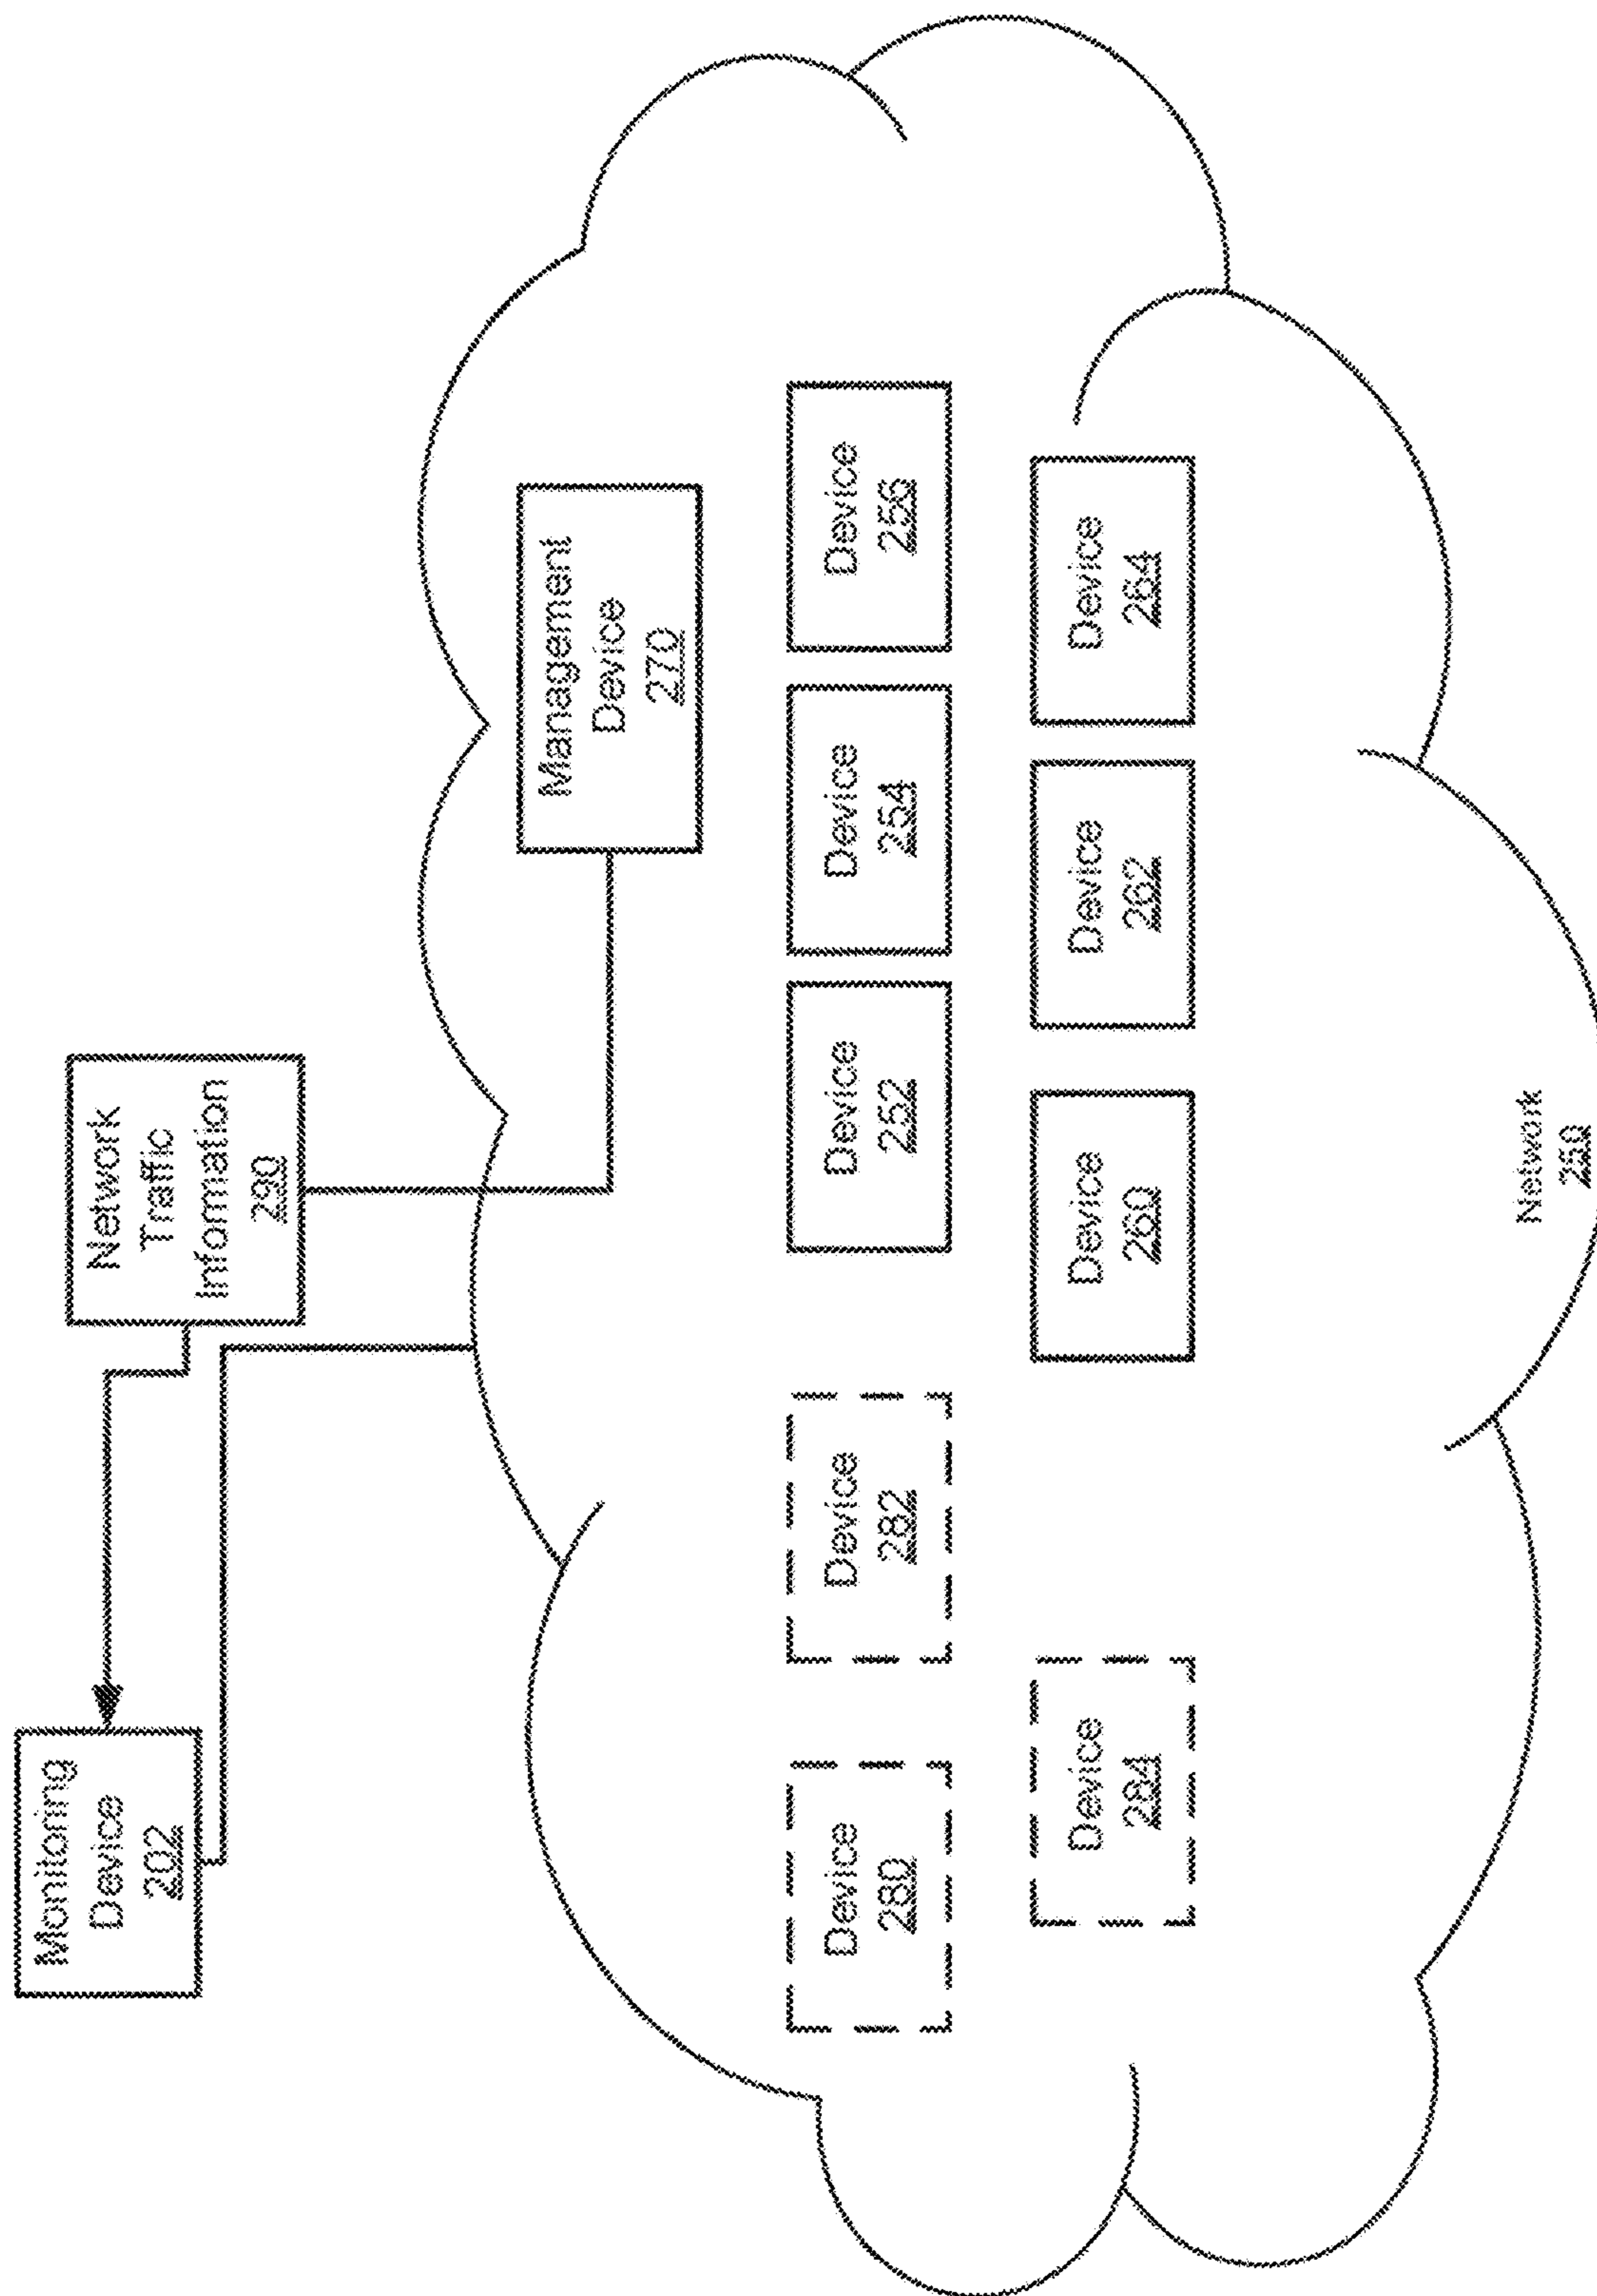 Monitoring
Device
202
Network
Traffic
Information
290
Management
Device
270
Device
280
Device
282
Device
252
Device
254
Device
256
Device
284
Device
260
Device
262
Device
264
Network
250